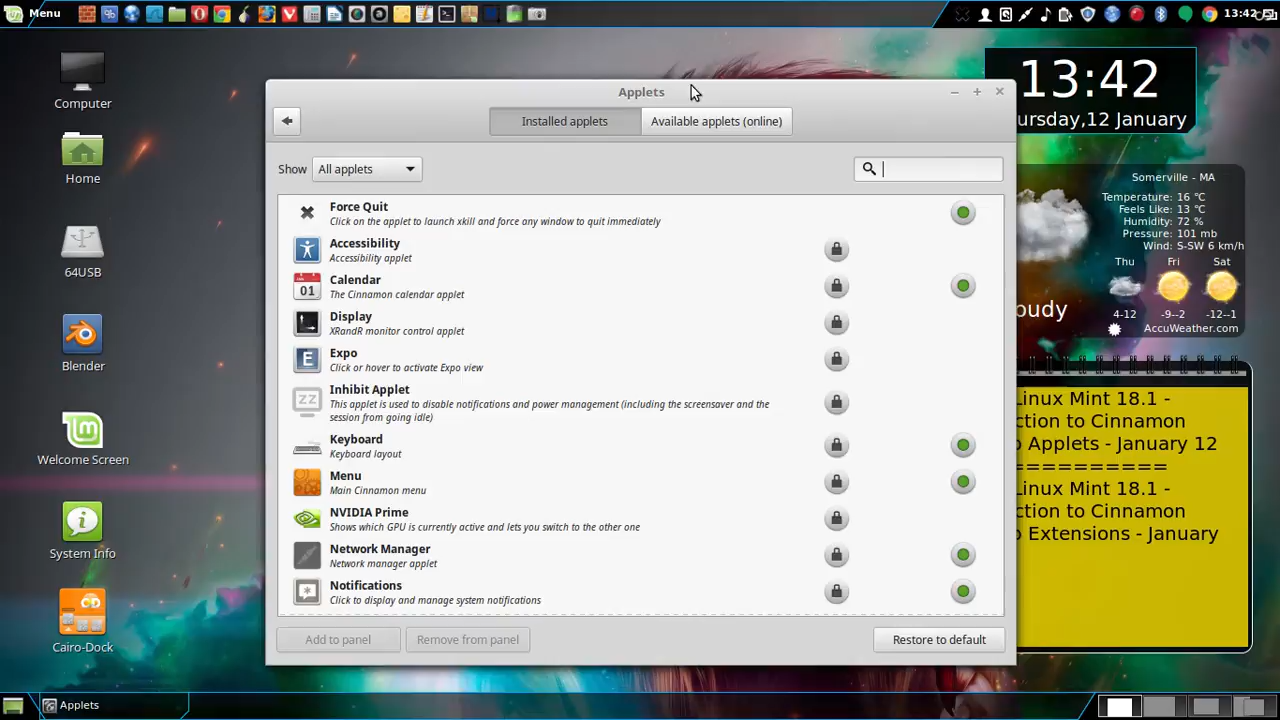 Menu
13:42
Computer
Home
64USB
Blender
Welcome Screen
System Info
Cairo-Dock
Applets
Installed applets
Available applets (online)
Show
All applets
Force Quit
Click on the applet to launch xkill and force any window to quit immediately
Accessibility
Accessibility applet
Calendar
The Cinnamon calendar applet
Display
XRandR monitor control applet
Expo
Click or hover to activate Expo view
Inhibit Applet
This applet is used to disable notifications and power management (including the screensaver and the
session from going idle)
Keyboard
Keyboard layout
Menu
Main Cinnamon menu
NVIDIA Prime
Shows which GPU is currently active and lets you switch to the other one
Network Manager
Network manager applet
Notifications
Click to display and manage system notifications
Add to panel
Remove from panel
Restore to default
13:42
ursday,12 January
Somerville - MA
Temperature: 16 ℃
Feels Like: 13 ℃
Humidity: 72 %
Pressure: 101 mb
Wind: S-SW 6 km/h
Thu Fri Sat
4-12 -9--2 -12--1
oudy
AccuWeather.com
Linux Mint 18.1 -
ction to Cinnamon
o Applets - January 12
==========
Linux Mint 18.1 -
ction to Cinnamon
o Extensions - January
Applets